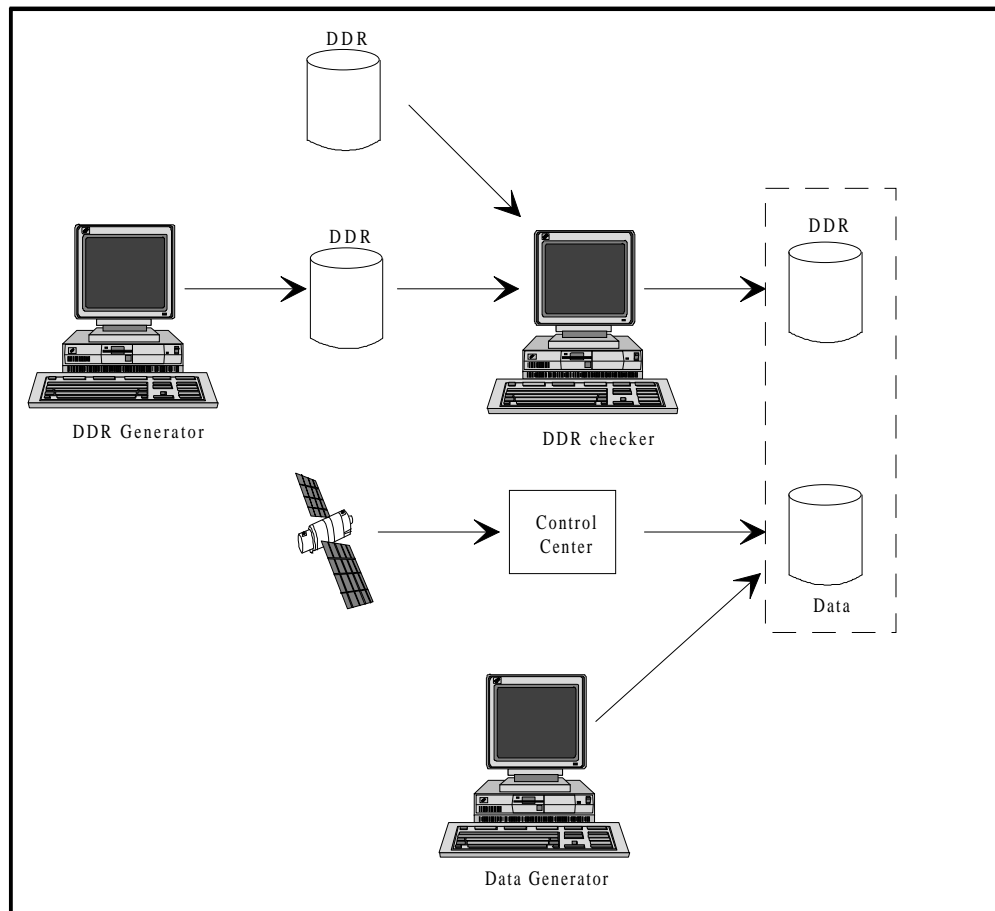 DDR
DDR
DDR
DDR Generator
DDR checker
Control
Center
Data
Data Generator